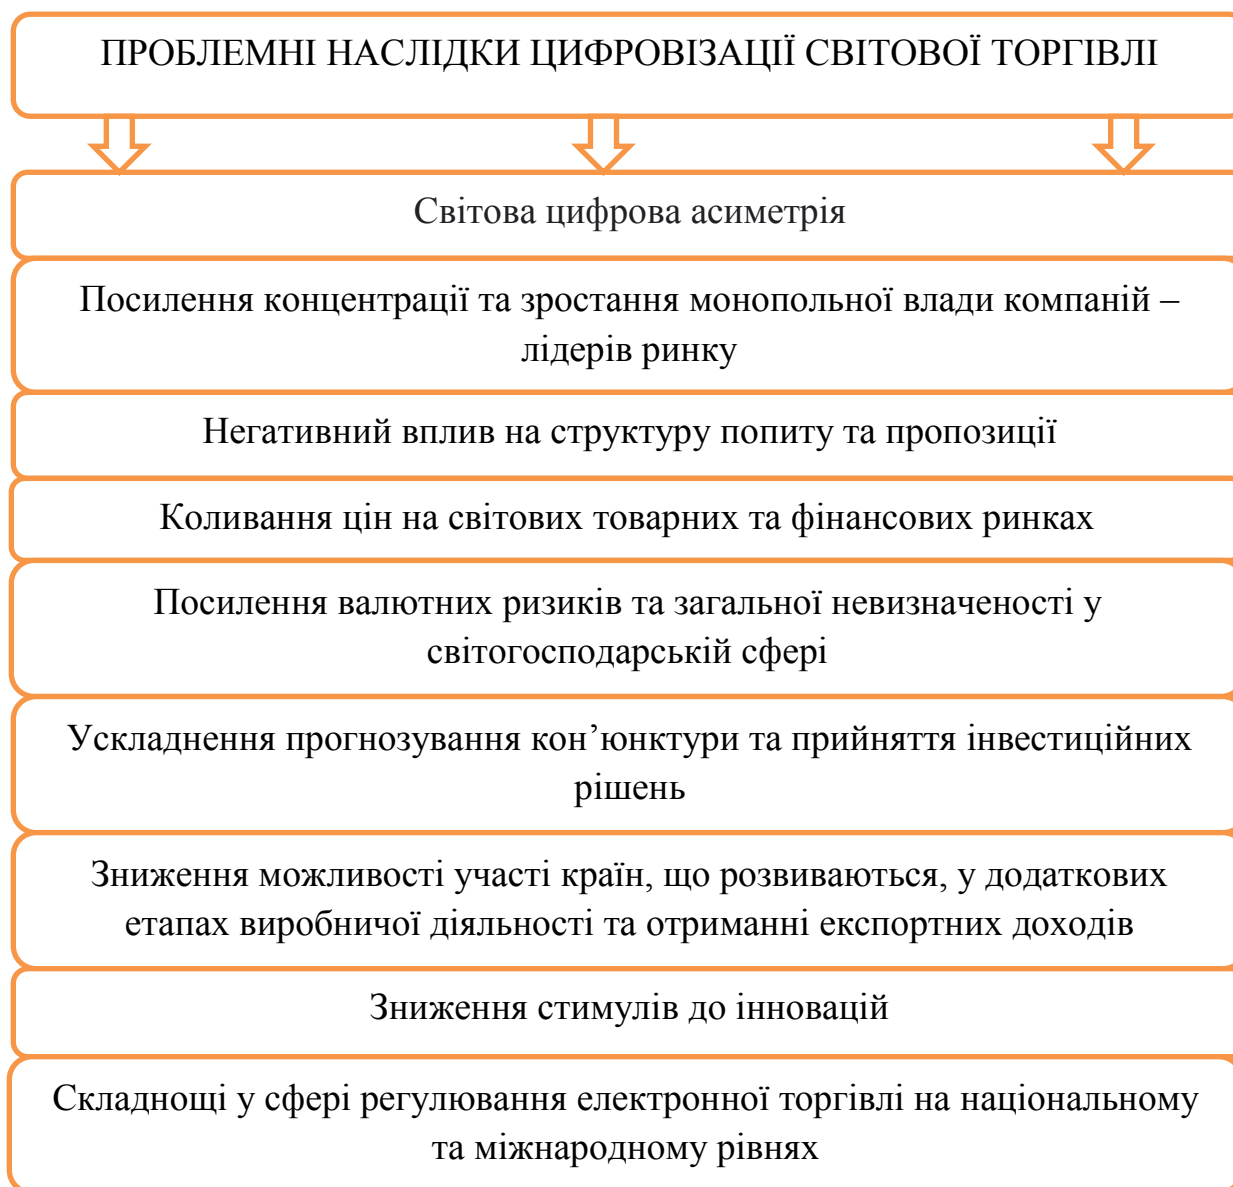 ПРОБЛЕМНІ НАСЛІДКИ ЦИФРОВІЗАЦІЇ СВІТОВОЇ ТОРГІВЛІ
Світова цифрова асиметрія
Посилення концентрації та зростання монопольної влади компаній –
лідерів ринку
Негативний вплив на структуру попиту та пропозиції
Коливання цін на світових товарних та фінансових ринках
Посилення валютних ризиків та загальної невизначеності у
світогосподарській сфері
Ускладнення прогнозування кон’юнктури та прийняття інвестиційних
рішень
Зниження можливості участі країн, що розвиваються, у додаткових
етапах виробничої діяльності та отриманні експортних доходів
Зниження стимулів до інновацій
Складнощі у сфері регулювання електронної торгівлі на національному
та міжнародному рівнях